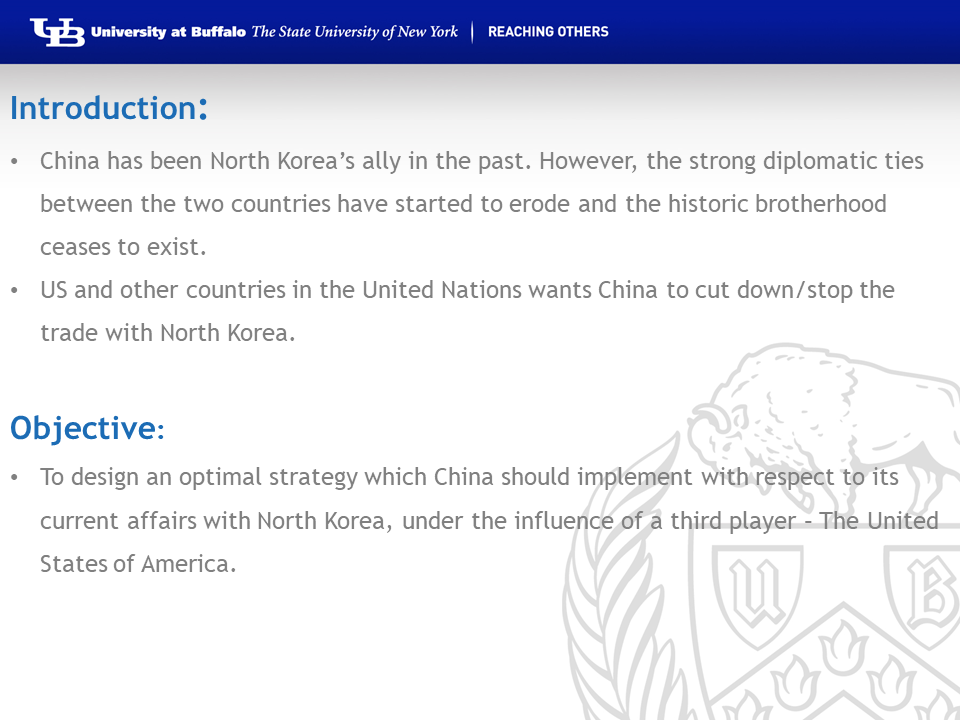 UB University at Buffalo The State University of New York | REACHING OTHERS
Introduction:
• China has been North Korea’s ally in the past. However, the strong diplomatic ties
between the two countries have started to erode and the historic brotherhood
ceases to exist.
• US and other countries in the United Nations wants China to cut down/stop the
trade with North Korea.
Objective:
• To design an optimal strategy which China should implement with respect to its
current affairs with North Korea, under the influence of a third player – The United
States of America.
U B